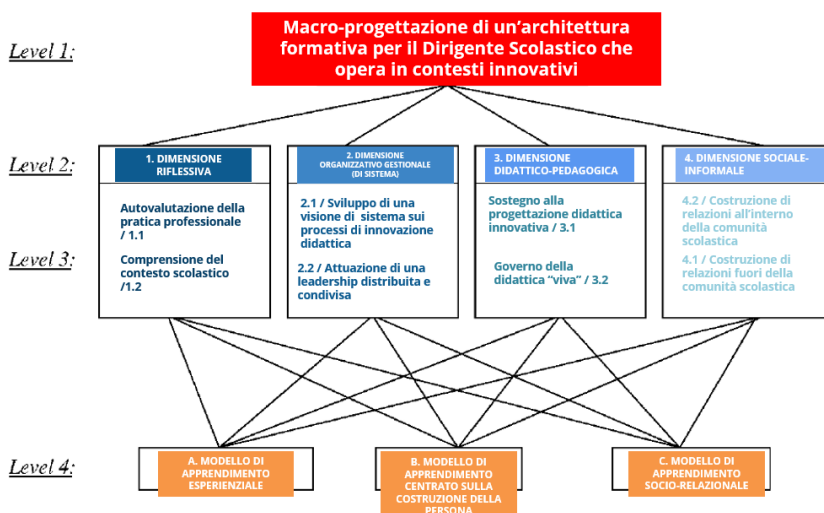 Level 1:
Macro-progettazione di un'architettura
formativa per il Dirigente Scolastico che
opera in contesti innovativi
Level 2:
1. DIMENSIONE
RIFLESSIVA
2. DIMENSIONE
ORGANIZZATIVO GESTIONALE
(DI SISTEMA)
3. DIMENSIONE
DIDATTICO-PEDAGOGICA
4. DIMENSIONE SOCIALE-
INFORMALE
Level 3:
Autovalutazione della
pratica professionale
/ 1.1
Comprensione del
contesto scolastico
/1.2
2.1 / Sviluppo di una
visione di sistema sui
processi di innovazione
didattica
2.2 / Attuazione di una
leadership distribuita e
condivisa
Sostegno alla
progettazione didattica
innovativa / 3.1
Governo della
didattica “viva” / 3.2
4.2 / Costruzione di
relazioni all'interno
della comunità
scolastica
4.1 / Costruzione di
relazioni fuori della
comunità scolastica
Level 4:
A. MODELLO DI
APPRENDIMENTO
ESPERIENZIALE
B. MODELLO DI
APPRENDIMENTO
CENTRATO SULLA
COSTRUZIONE DELLA
PERSONA
C. MODELLO DI
APPRENDIMENTO
SOCIO-RELAZIONALE